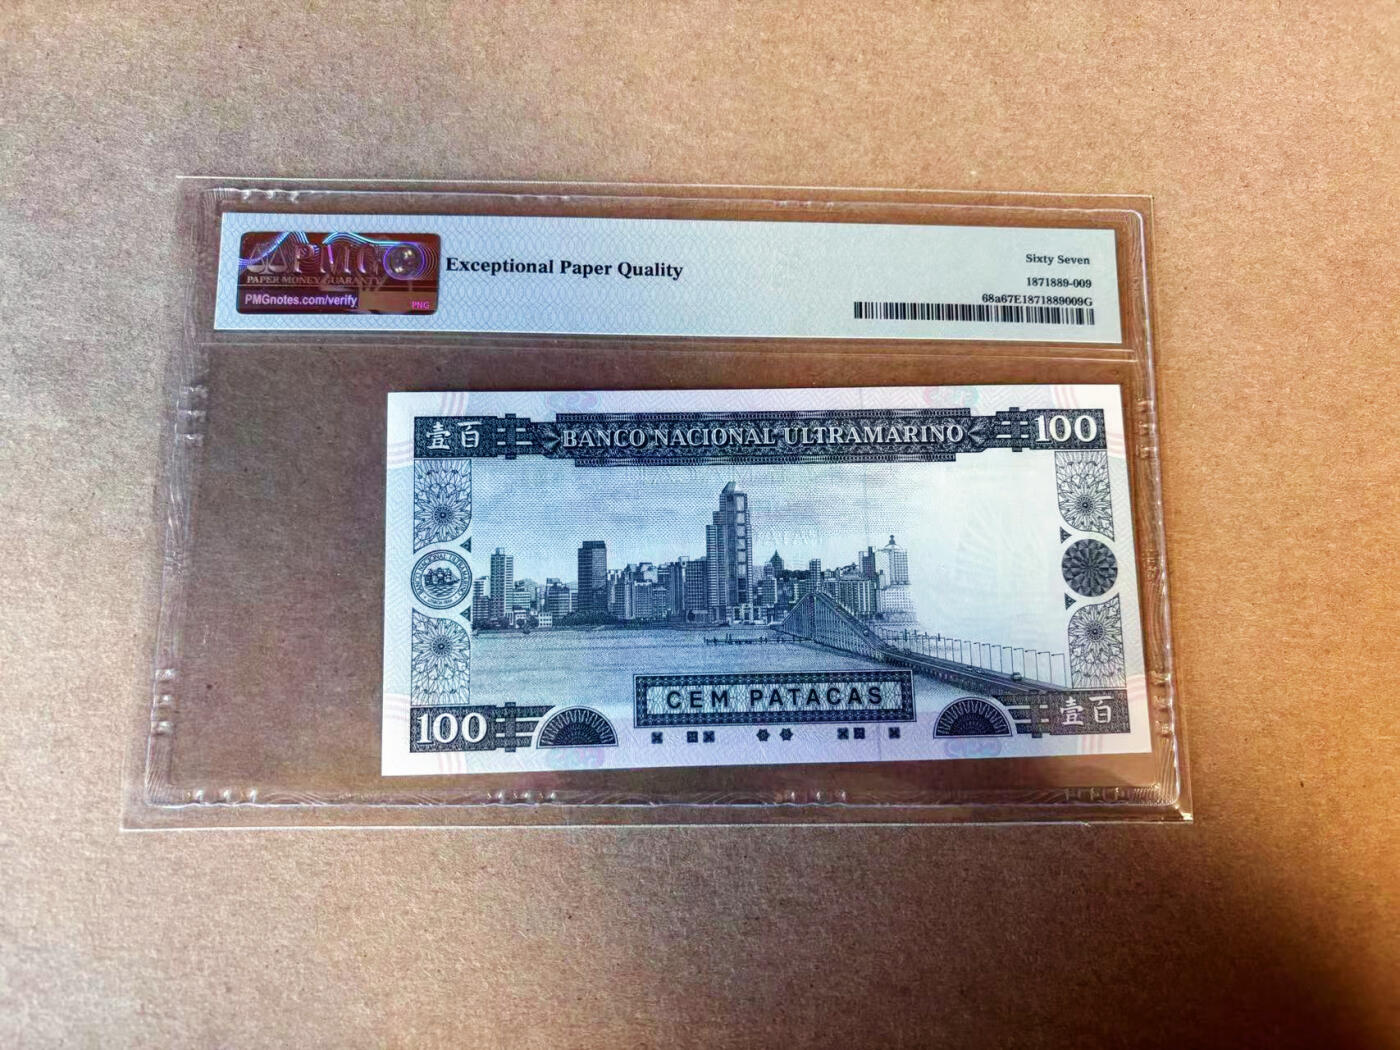 PMG
PAPER MONEY GUARANTY
PMGnotes.com/verify
PNG
Exceptional Paper Quality
Sixty Seven
1871889-009
68a67E1871889009G
壹百
BANCO NACIONAL ULTRAMARINO
100
CEM PATACAS
100
壹百